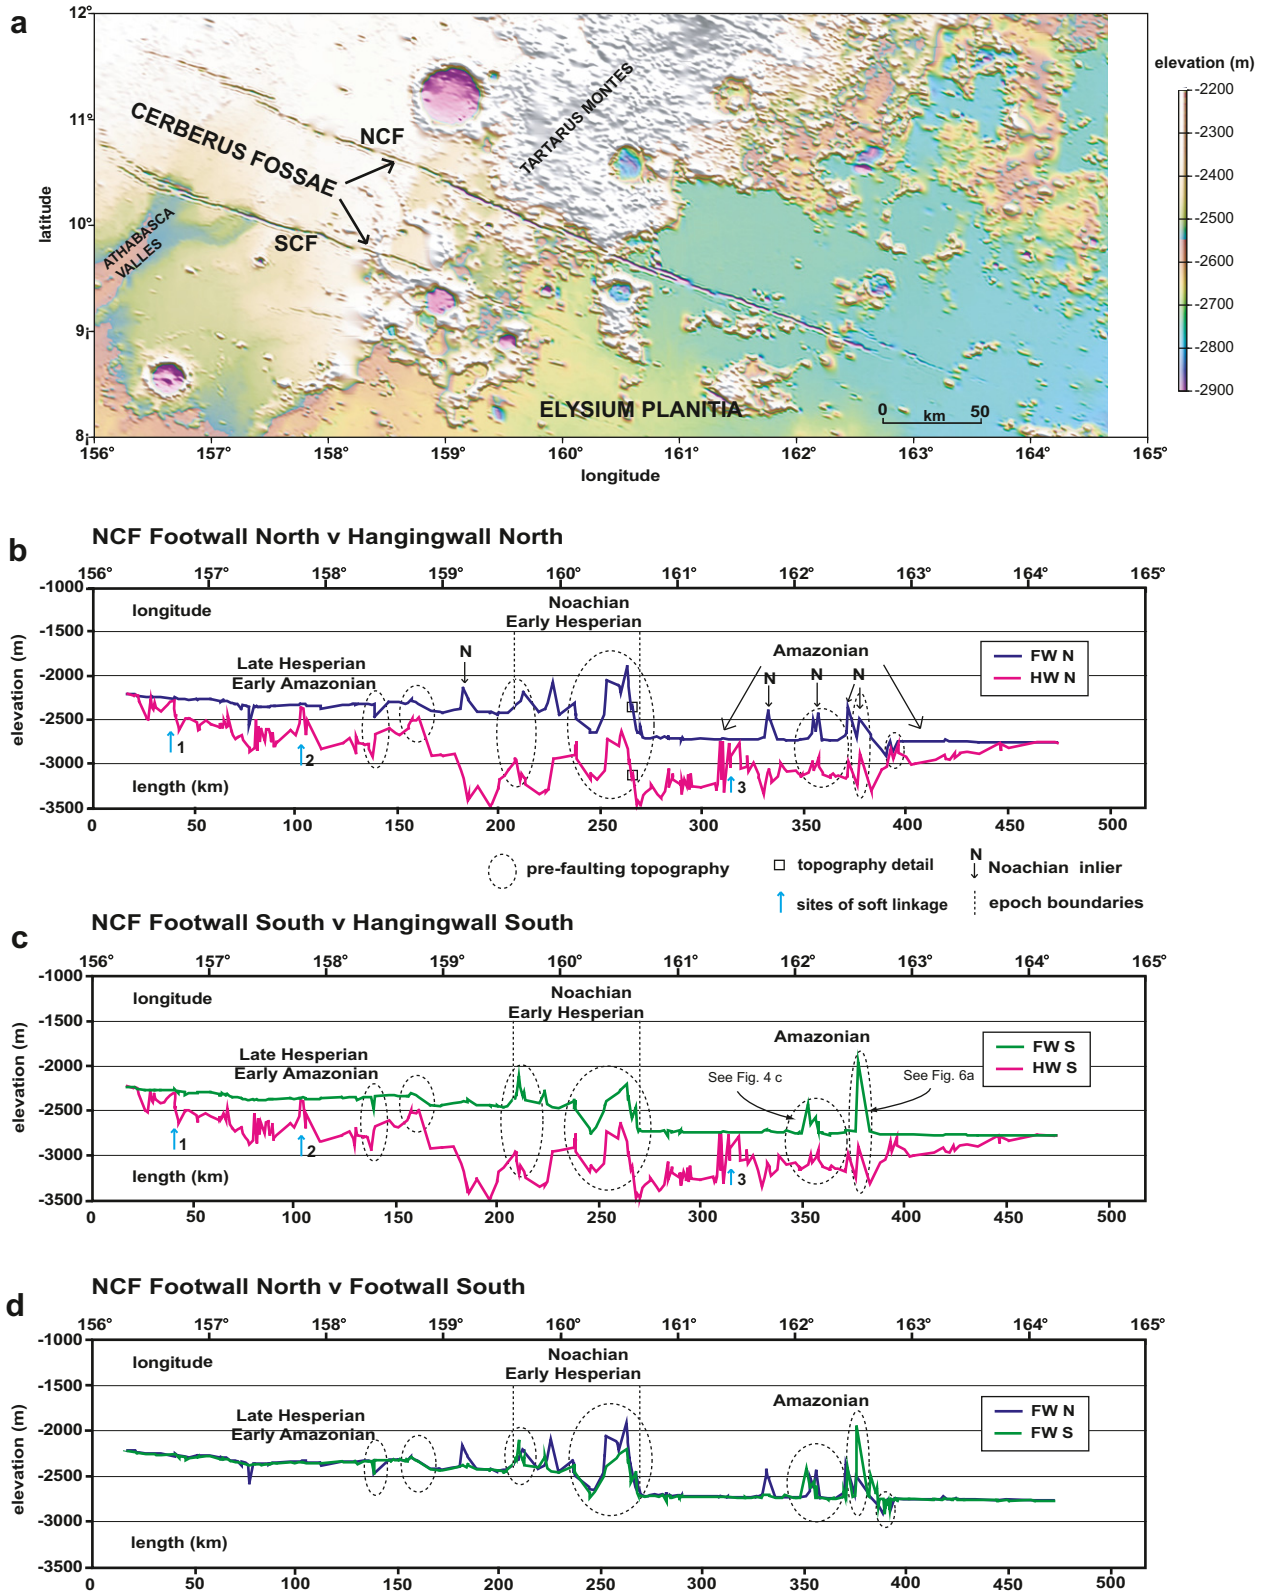 a
12°
11°
10°
9°
8°
latitude
CERBERUS FOSSAE
NCF
SCF
TARTARUS MONTES
ATHABASCA
VALLES
ELYSIUM PLANITIA
0 km 50
156° 157° 158° 159° 160° 161° 162° 163° 164° 165°
longitude
elevation (m)
-2200
-2300
-2400
-2500
-2600
-2700
-2800
-2900
b
NCF Footwall North v Hangingwall North
156° 157° 158° 159° 160° 161° 162° 163° 164° 165°
-1000
-1500
-2000
-2500
-3000
-3500
elevation (m)
longitude
Noachian
Early Hesperian
Late Hesperian
Early Amazonian
Amazonian
N
N
N
N
FW N
HW N
1
2
3
length (km)
0 50 100 150 200 250 300 350 400 450 500
pre-faulting topography
topography detail
N
Noachian inlier
sites of soft linkage
epoch boundaries
c
NCF Footwall South v Hangingwall South
156° 157° 158° 159° 160° 161° 162° 163° 164° 165°
-1000
-1500
-2000
-2500
-3000
-3500
elevation (m)
longitude
Noachian
Early Hesperian
Late Hesperian
Early Amazonian
Amazonian
See Fig. 4 c
See Fig. 6a
FW S
HW S
1
2
3
length (km)
0 50 100 150 200 250 300 350 400 450 500
d
NCF Footwall North v Footwall South
156° 157° 158° 159° 160° 161° 162° 163° 164° 165°
-1000
-1500
-2000
-2500
-3000
-3500
elevation (m)
longitude
Noachian
Early Hesperian
Late Hesperian
Early Amazonian
Amazonian
FW N
FW S
length (km)
0 50 100 150 200 250 300 350 400 450 500